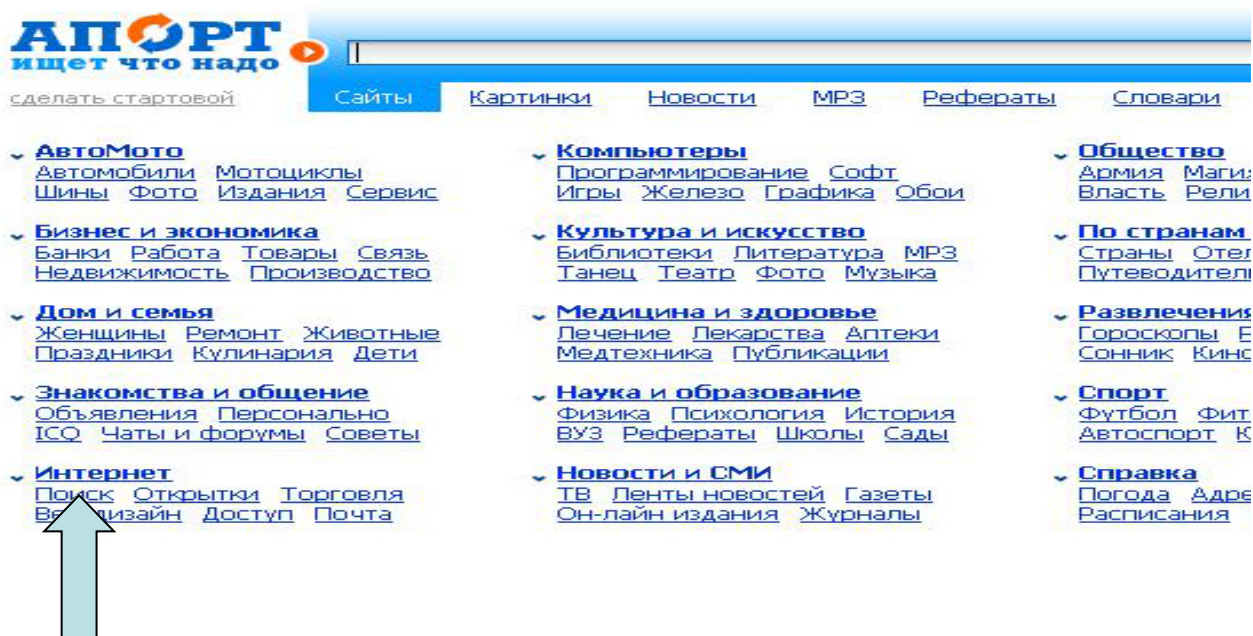 АПОРТ
ищет что надо
сделать стартовой
Сайты Картинки Новости MP3 Рефераты Словари
АвтоМото
Автомобили Мотоциклы
Шины Фото Издания Сервис
Бизнес и экономика
Банки Работа Товары Связь
Недвижимость Производство
Дом и семья
Женщины Ремонт Животные
Праздники Кулинария Дети
Знакомства и общение
Объявления Персонально
ICQ Чаты и форумы Советы
Интернет
Поиск Открытки Торговля
Доступ Почта
Компьютеры
Программирование Софт
Игры Железо Графика Обои
Культура и искусство
Библиотеки Литература MP3
Танец Театр Фото Музыка
Медицина и здоровье
Лечение Лекарства Аптеки
Медтехника Публикации
Наука и образование
Физика Психология История
ВУЗ Рефераты Школы Сады
Новости и СМИ
ТВ Ленты новостей Газеты
Он-лайн издания Журналы
Общество
Армия
Власть
По странам
Страны
Развлечения
Гороскопы
Сонник
Спорт
Футбол
Автоспорт
Справка
Погода
Расписания